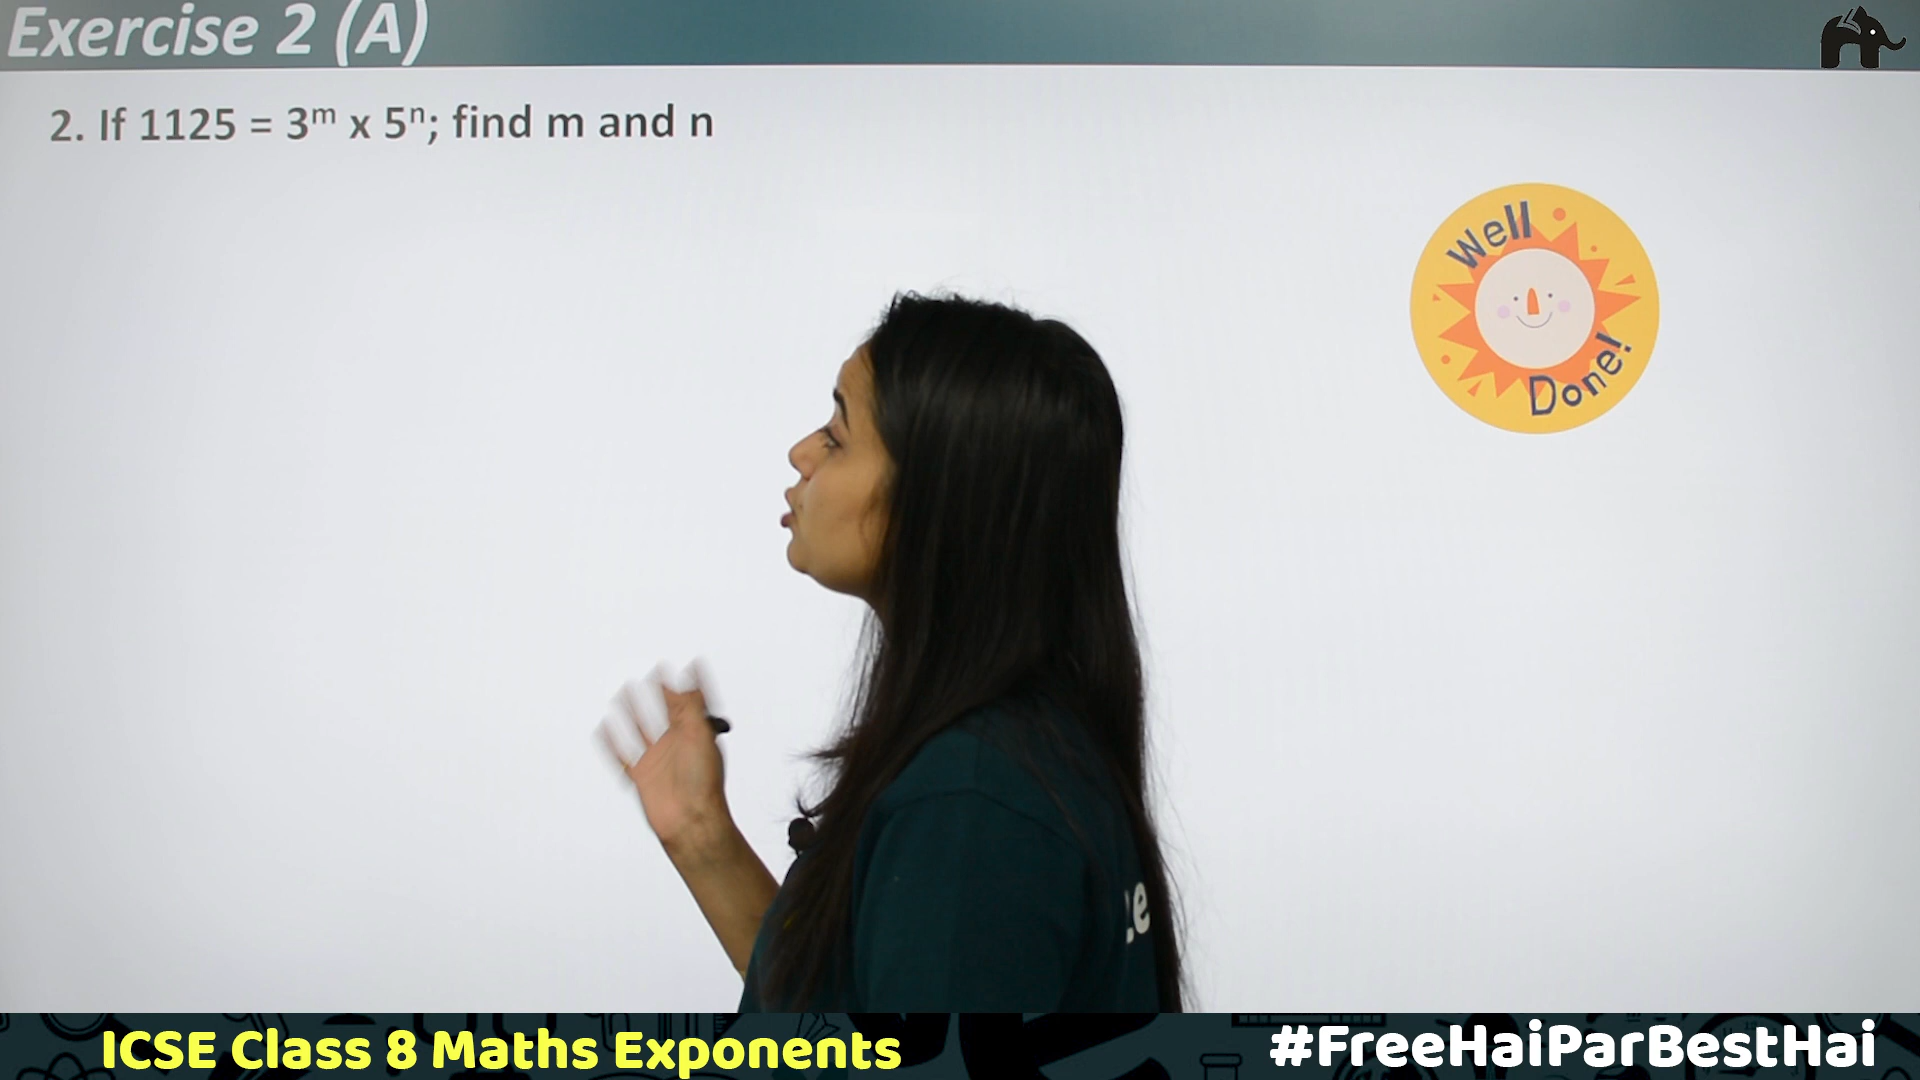 Exercise 2 (A)
2. If 1125 = 3ᵐ x 5ⁿ; find m and n
Well
Done!
ICSE Class 8 Maths Exponents
#FreeHaiParBestHai